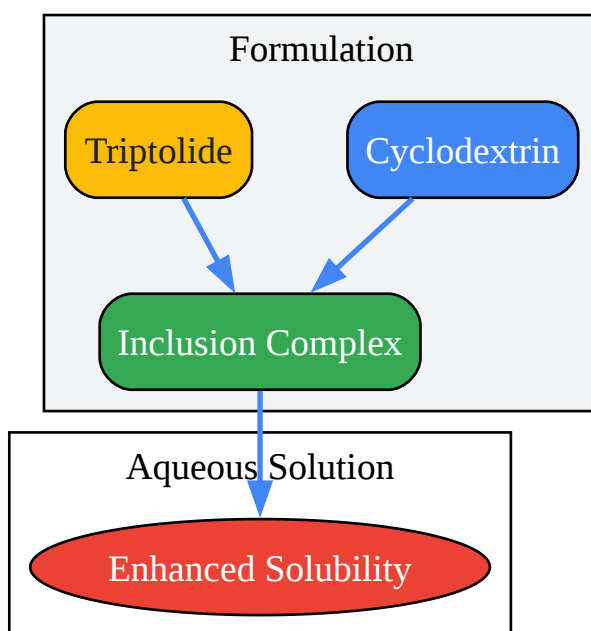 Formulation
Triptolide
Cyclodextrin
Inclusion Complex
Aqueous Solution
Enhanced Solubility